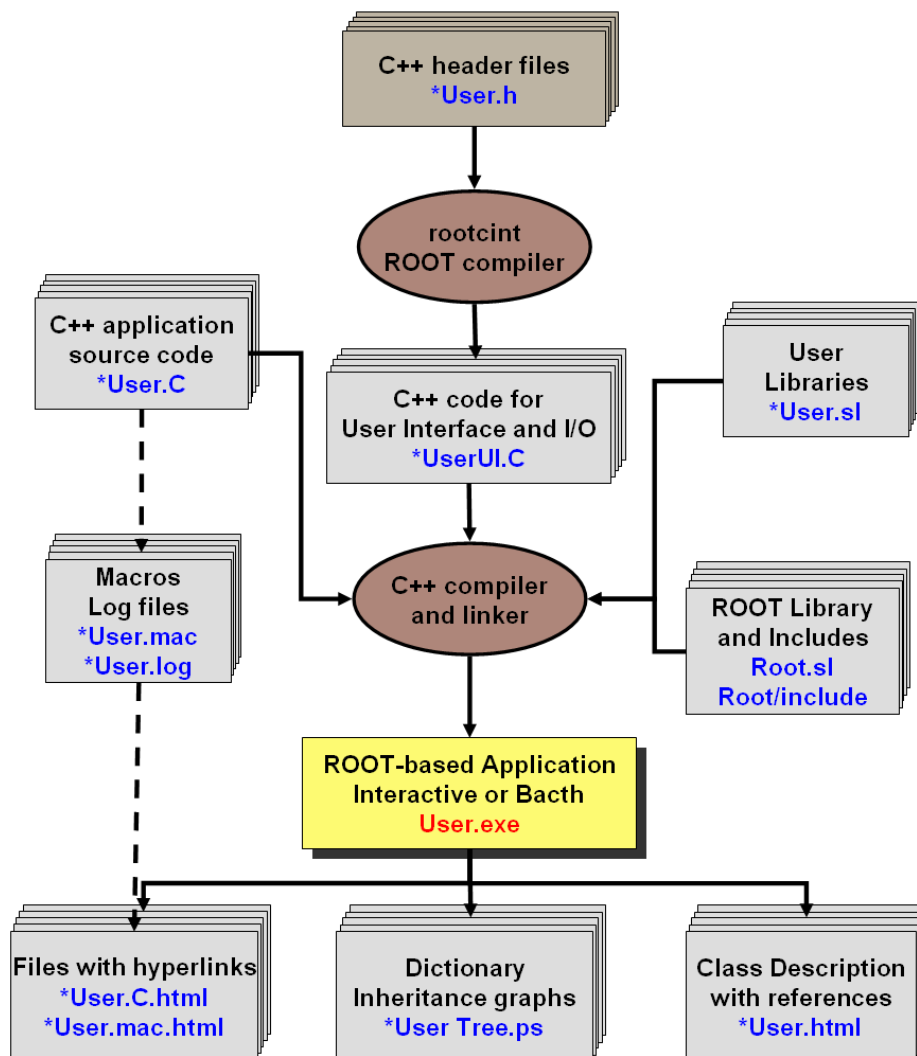 C++ header files
*User.h
rootcint
ROOT compiler
C++ application
source code
*User.C
C++ code for
User Interface and I/O
*UserUI.C
User
Libraries
*User.sl
Macros
Log files
*User.mac
*User.log
C++ compiler
and linker
ROOT Library
and Includes
Root.sl
Root/include
ROOT-based Application
Interactive or Bacth
User.exe
Files with hyperlinks
*User.C.html
*User.mac.html
Dictionary
Inheritance graphs
*User Tree.ps
Class Description
with references
*User.html